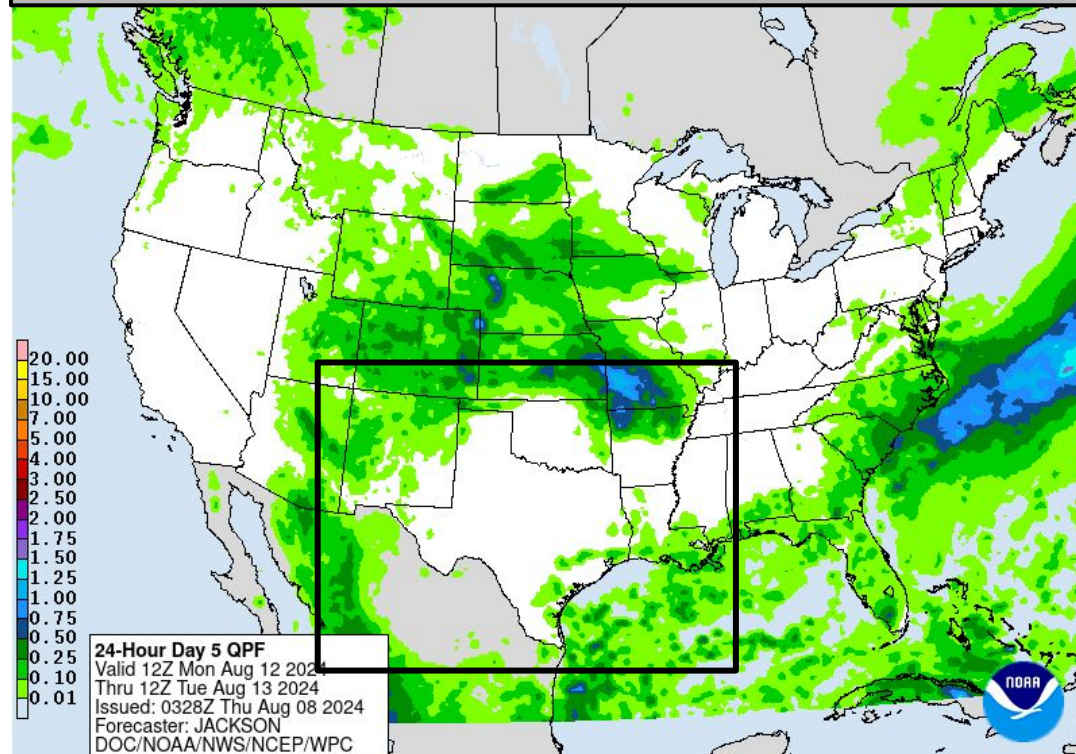 20.00
15.00
10.00
7.00
5.00
4.00
3.00
2.50
2.00
1.75
1.50
1.25
1.00
0.75
0.50
0.25
0.10
0.01
24-Hour Day 5 QPF
Valid 12Z Mon Aug 12 2024
Thru 12Z Tue Aug 13 2024
Issued: 0328Z Thu Aug 08 2024
Forecaster: JACKSON
DOC/NOAA/NWS/NCEP/WPC
NOAA